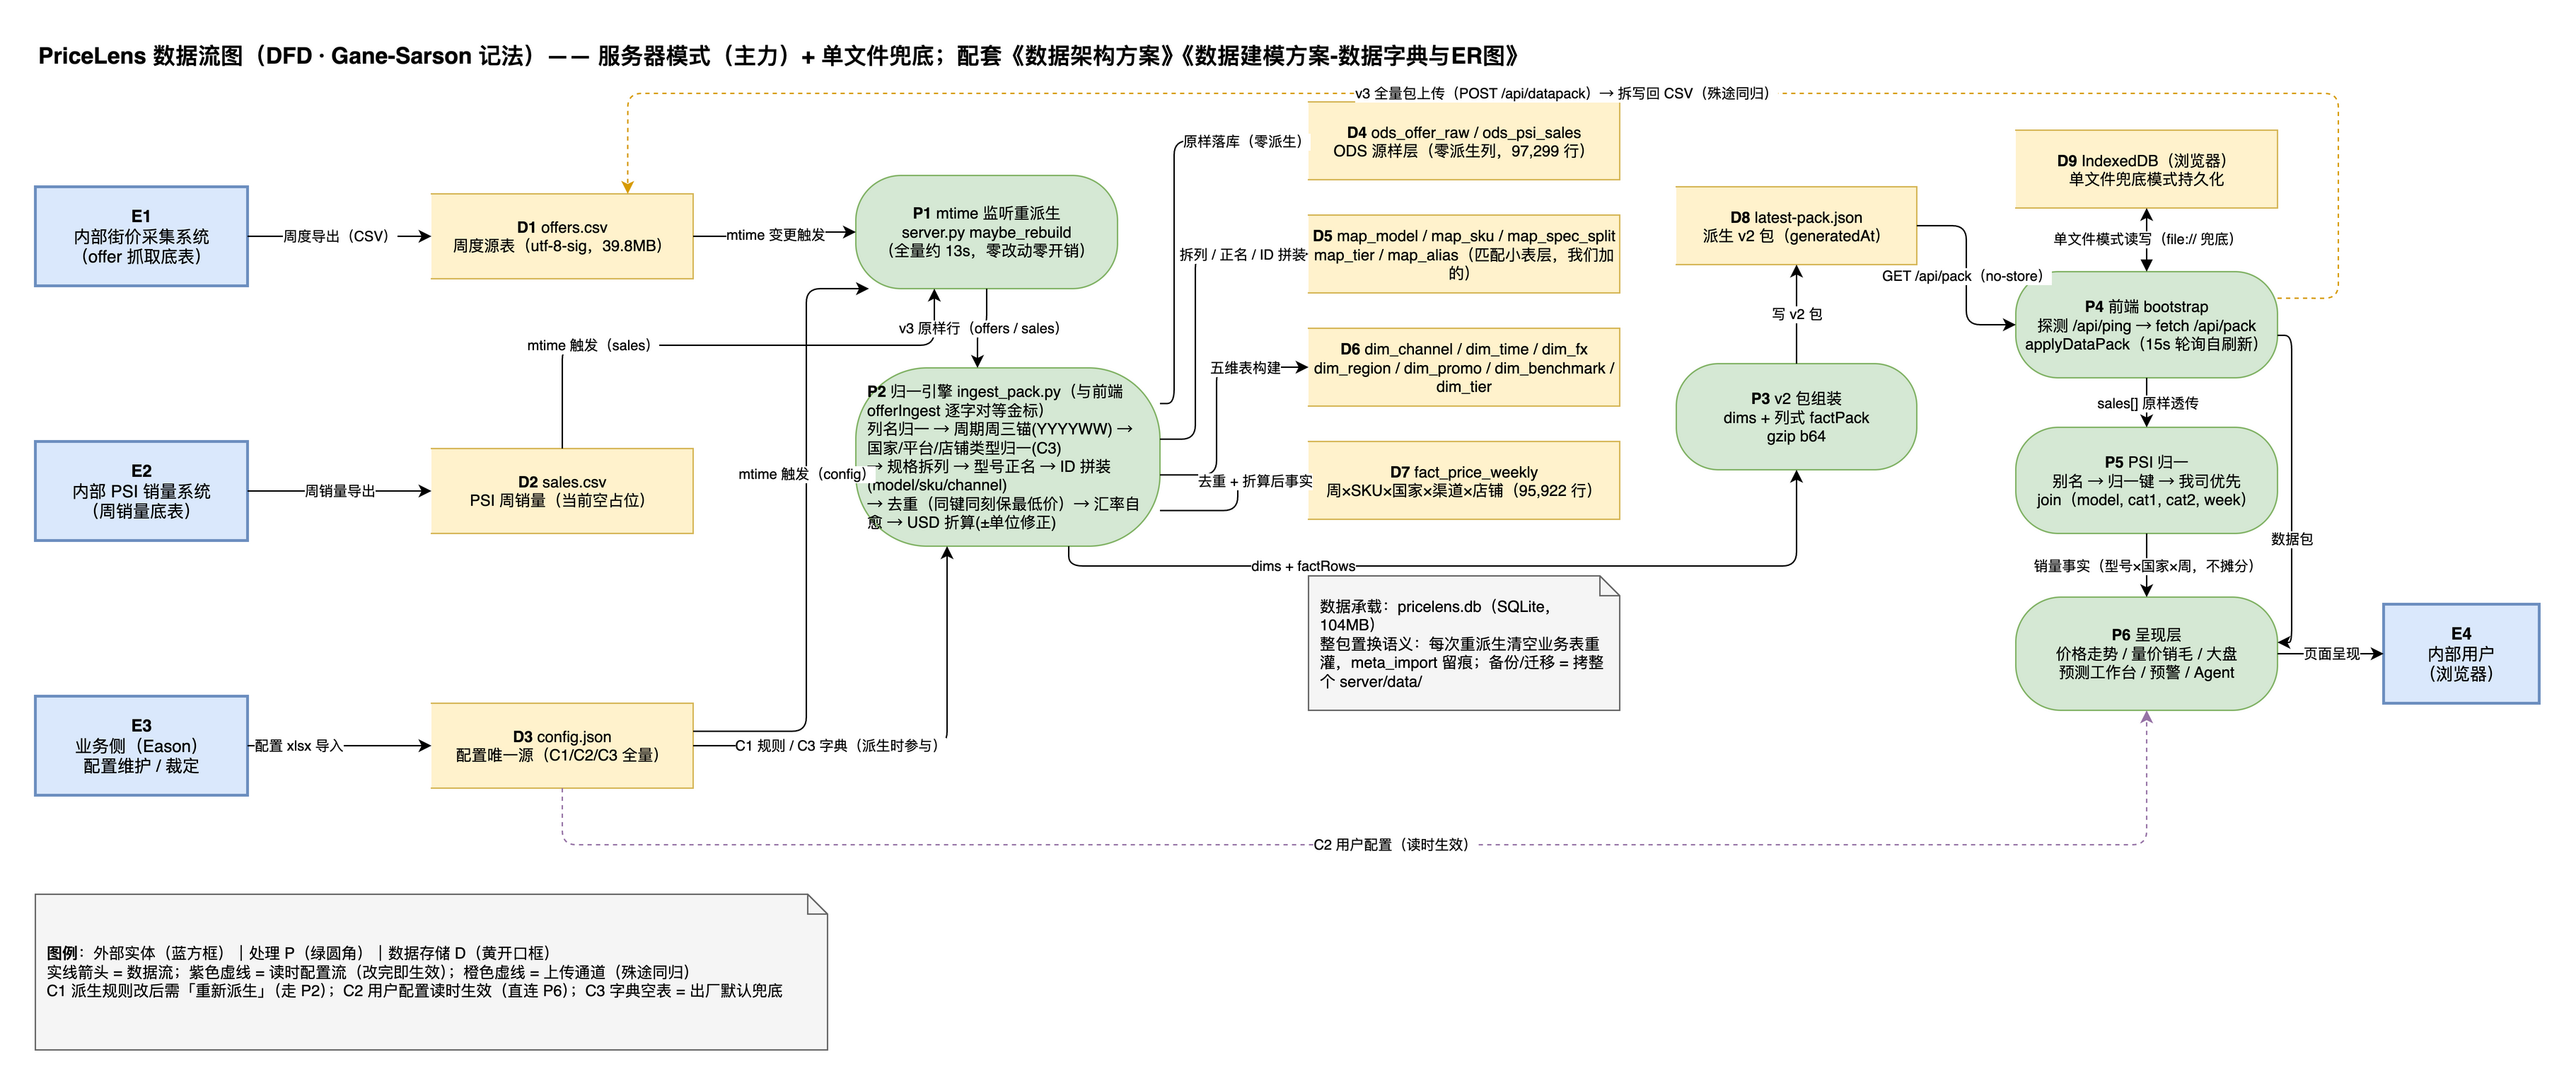 PriceLens 数据流图（DFD · Gane-Sarson 记法）—— 服务器模式（主力）+ 单文件兜底；配套《数据架构方案》《数据建模方案-数据字典与ER图》
v3 全量包上传（POST /api/datapack）→ 拆写回 CSV（殊途同归）
E1
内部街价采集系统
（offer 抓取底表）
周度导出（CSV）
D1 offers.csv
周度源表（utf-8-sig，39.8MB）
mtime 变更触发
P1 mtime 监听重派生
server.py maybe_rebuild
（全量约 13s，零改动零开销）
原样落库（零派生）
D4 ods_offer_raw / ods_psi_sales
ODS 源样层（零派生列，97,299 行）
拆列 / 正名 / ID 拼装
D5 map_model / map_sku / map_spec_split
map_tier / map_alias（匹配小表层，我们加
的）
D8 latest-pack.json
派生 v2 包（generatedAt）
GET /api/pack（no-store）
D9 IndexedDB（浏览器）
单文件兜底模式持久化
单文件模式读写（file:// 兜底）
P4 前端 bootstrap
探测 /api/ping → fetch /api/pack
applyDataPack（15s 轮询自刷新）
v3 原样行（offers / sales）
mtime 触发（sales）
写 v2 包
五维表构建
D6 dim_channel / dim_time / dim_fx
dim_region / dim_promo / dim_benchmark /
dim_tier
P2 归一引擎 ingest_pack.py（与前端
offerIngest 逐字对等金标）
列名归一 → 周期周三锚(YYYYWW) →
国家/平台/店铺类型归一(C3)
→ 规格拆列 → 型号正名 → ID 拼装
(model/sku/channel)
→ 去重（同键同刻保最低价）→ 汇率自
愈 → USD 折算(±单位修正)
P3 v2 包组装
dims + 列式 factPack
gzip b64
sales[] 原样透传
E2
内部 PSI 销量系统
（周销量底表）
周销量导出
D2 sales.csv
PSI 周销量（当前空占位）
mtime 触发（config）
去重 + 折算后事实
D7 fact_price_weekly
周×SKU×国家×渠道×店铺（95,922 行）
P5 PSI 归一
别名 → 归一键 → 我司优先
join（model, cat1, cat2, week）
数据包
dims + factRows
销量事实（型号×国家×周，不摊分）
数据承载：pricelens.db（SQLite，
104MB）
整包置换语义：每次重派生清空业务表重
灌，meta_import 留痕；备份/迁移 = 拷整
个 server/data/
P6 呈现层
价格走势 / 量价销毛 / 大盘
预测工作台 / 预警 / Agent
页面呈现
E4
内部用户
（浏览器）
E3
业务侧（Eason）
配置维护 / 裁定
配置 xlsx 导入
D3 config.json
配置唯一源（C1/C2/C3 全量）
C1 规则 / C3 字典（派生时参与）
C2 用户配置（读时生效）
图例：外部实体（蓝方框）｜处理 P（绿圆角）｜数据存储 D（黄开口框）
实线箭头 = 数据流；紫色虚线 = 读时配置流（改完即生效）；橙色虚线 = 上传通道（殊途同归）
C1 派生规则改后需「重新派生」（走 P2）；C2 用户配置读时生效（直连 P6）；C3 字典空表 = 出厂默认兜底